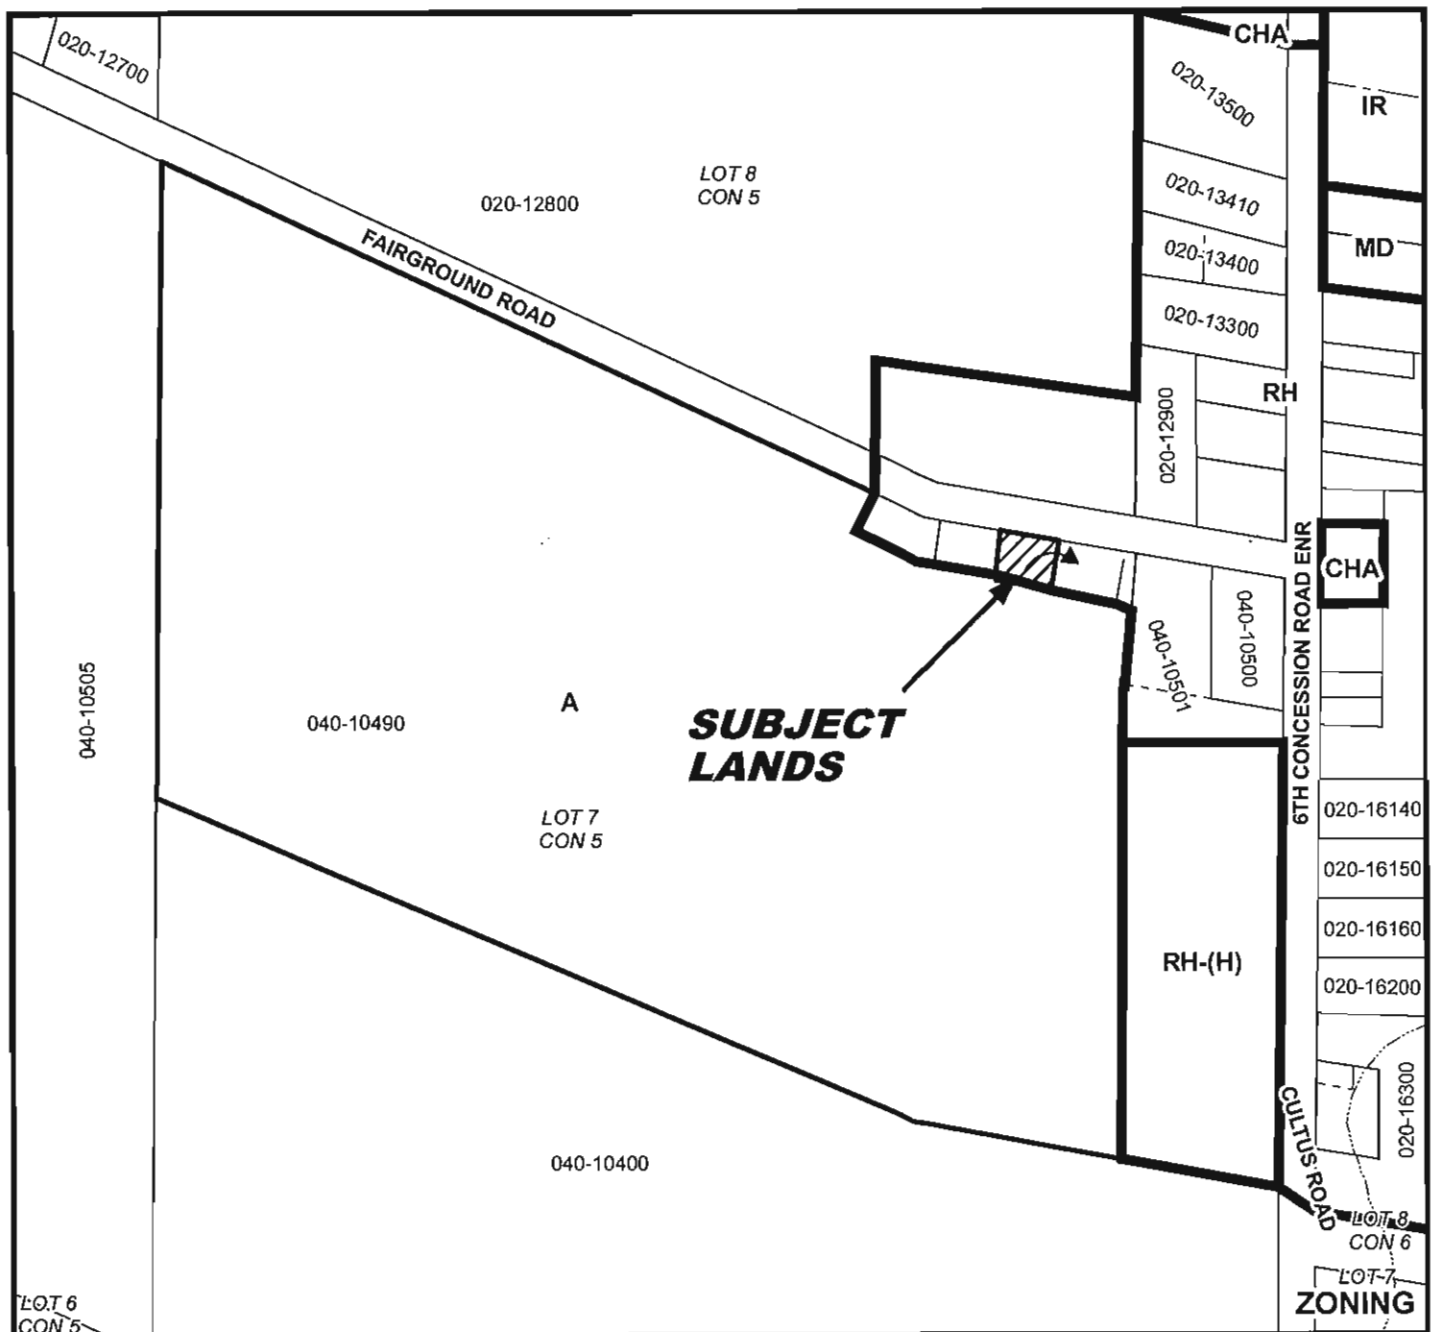 CHA
020-12700
020-13500
IR
LOT 8
CON 5
020-12800
020-13410
FAIRGROUND ROAD
020-13400
MD
020-13300
RH
020-12900
6TH CONCESSION ROAD ENR
CHA
040-10501
040-10500
040-10505
040-10490
A
SUBJECT
LANDS
LOT 7
CON 5
020-16140
020-16150
020-16160
RH-(H)
020-16200
020-16300
CULTUS ROAD
040-10400
LOT 8
CON 6
LOT 7
ZONING
LOT 6
CON 5